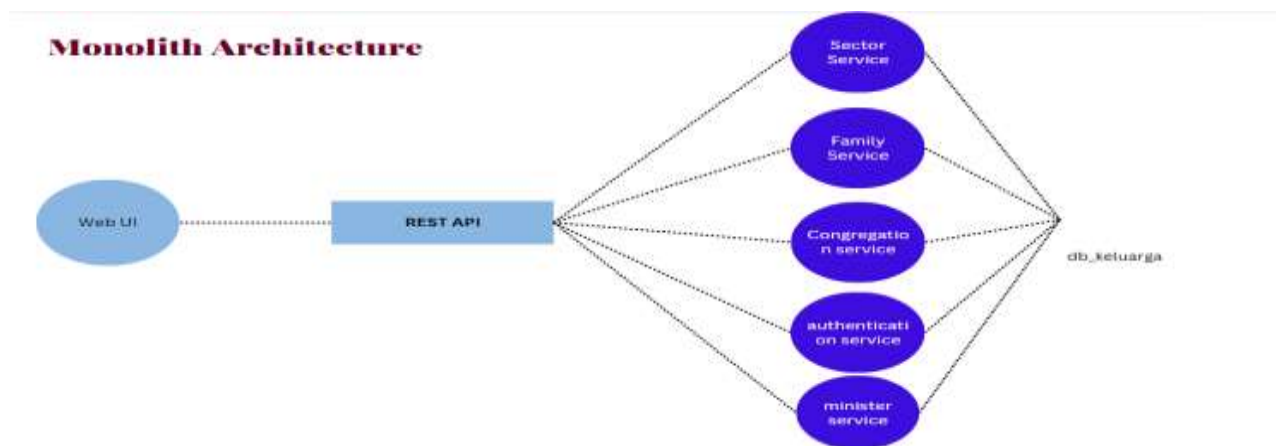 Monolith Architecture
Sector
Service
Family
Service
Web UI
REST API
Congregatio
n service
db_keluarga
authenticati
on service
minister
service